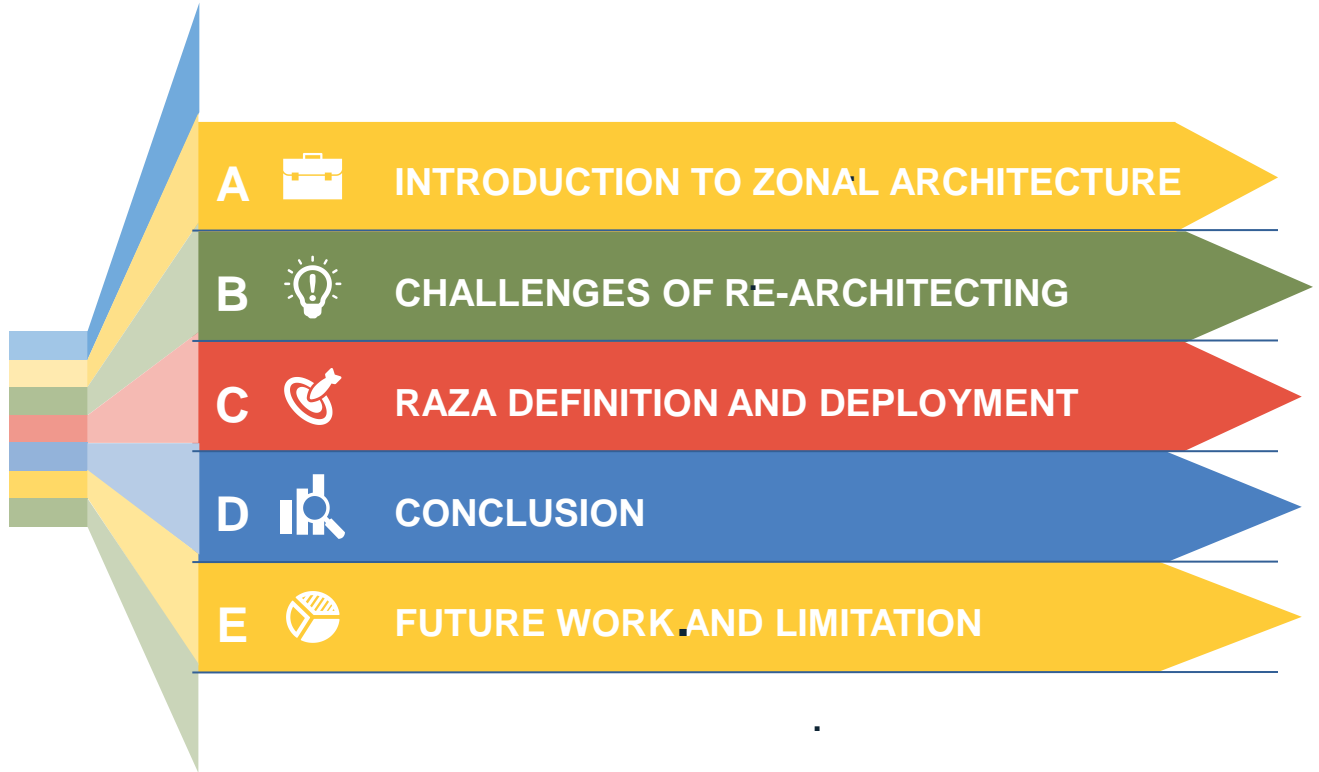 A INTRODUCTION TO ZONAL ARCHITECTURE
B CHALLENGES OF RE-ARCHITECTING
C RAZA DEFINITION AND DEPLOYMENT
D CONCLUSION
E FUTURE WORK AND LIMITATION